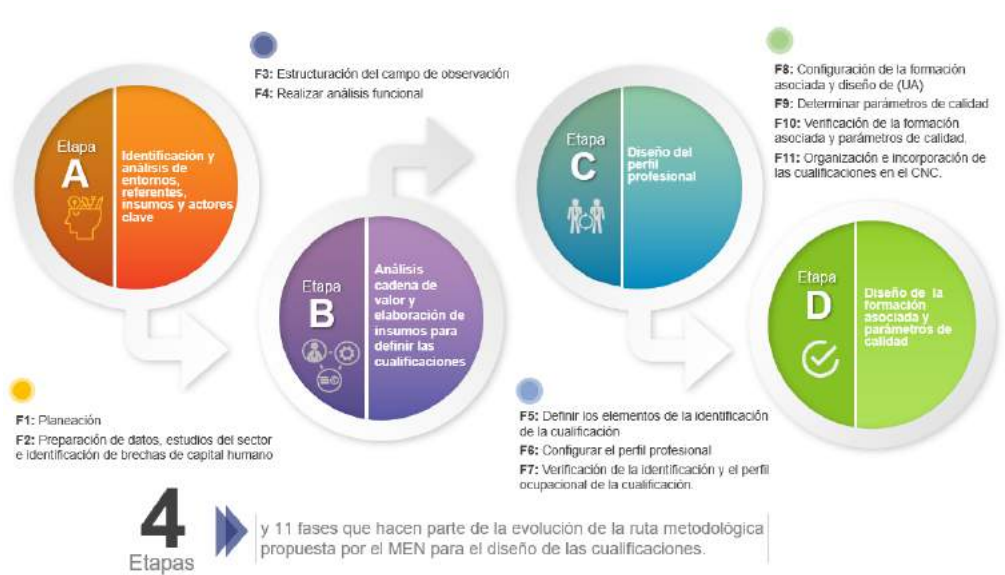 Etapa
A
Identificación y
análisis de
entornos,
referentes,
insumos y actores
clave
F1: Planeación
F2: Preparación de datos, estudios del sector
e identificación de brechas de capital humano
F3: Estructuración del campo de observación
F4: Realizar análisis funcional
Etapa
B
Análisis
cadena de
valor y
elaboración de
insumos para
definir las
cualificaciones
Etapa
C
Diseño del
perfil
profesional
F5: Definir los elementos de la identificación
de la cualificación
F6: Configurar el perfil profesional
F7: Verificación de la identificación y el perfil
ocupacional de la cualificación.
F8: Configuración de la formación
asociada y diseño de (UA)
F9: Determinar parámetros de calidad
F10: Verificación de la formación
asociada y parámetros de calidad.
F11: Organización e incorporación de
las cualificaciones en el CNC.
Etapa
D
Diseño de la
formación
asociada y
parámetros de
calidad
4
Etapas
y 11 fases que hacen parte de la evolución de la ruta metodológica
propuesta por el MEN para el diseño de las cualificaciones.